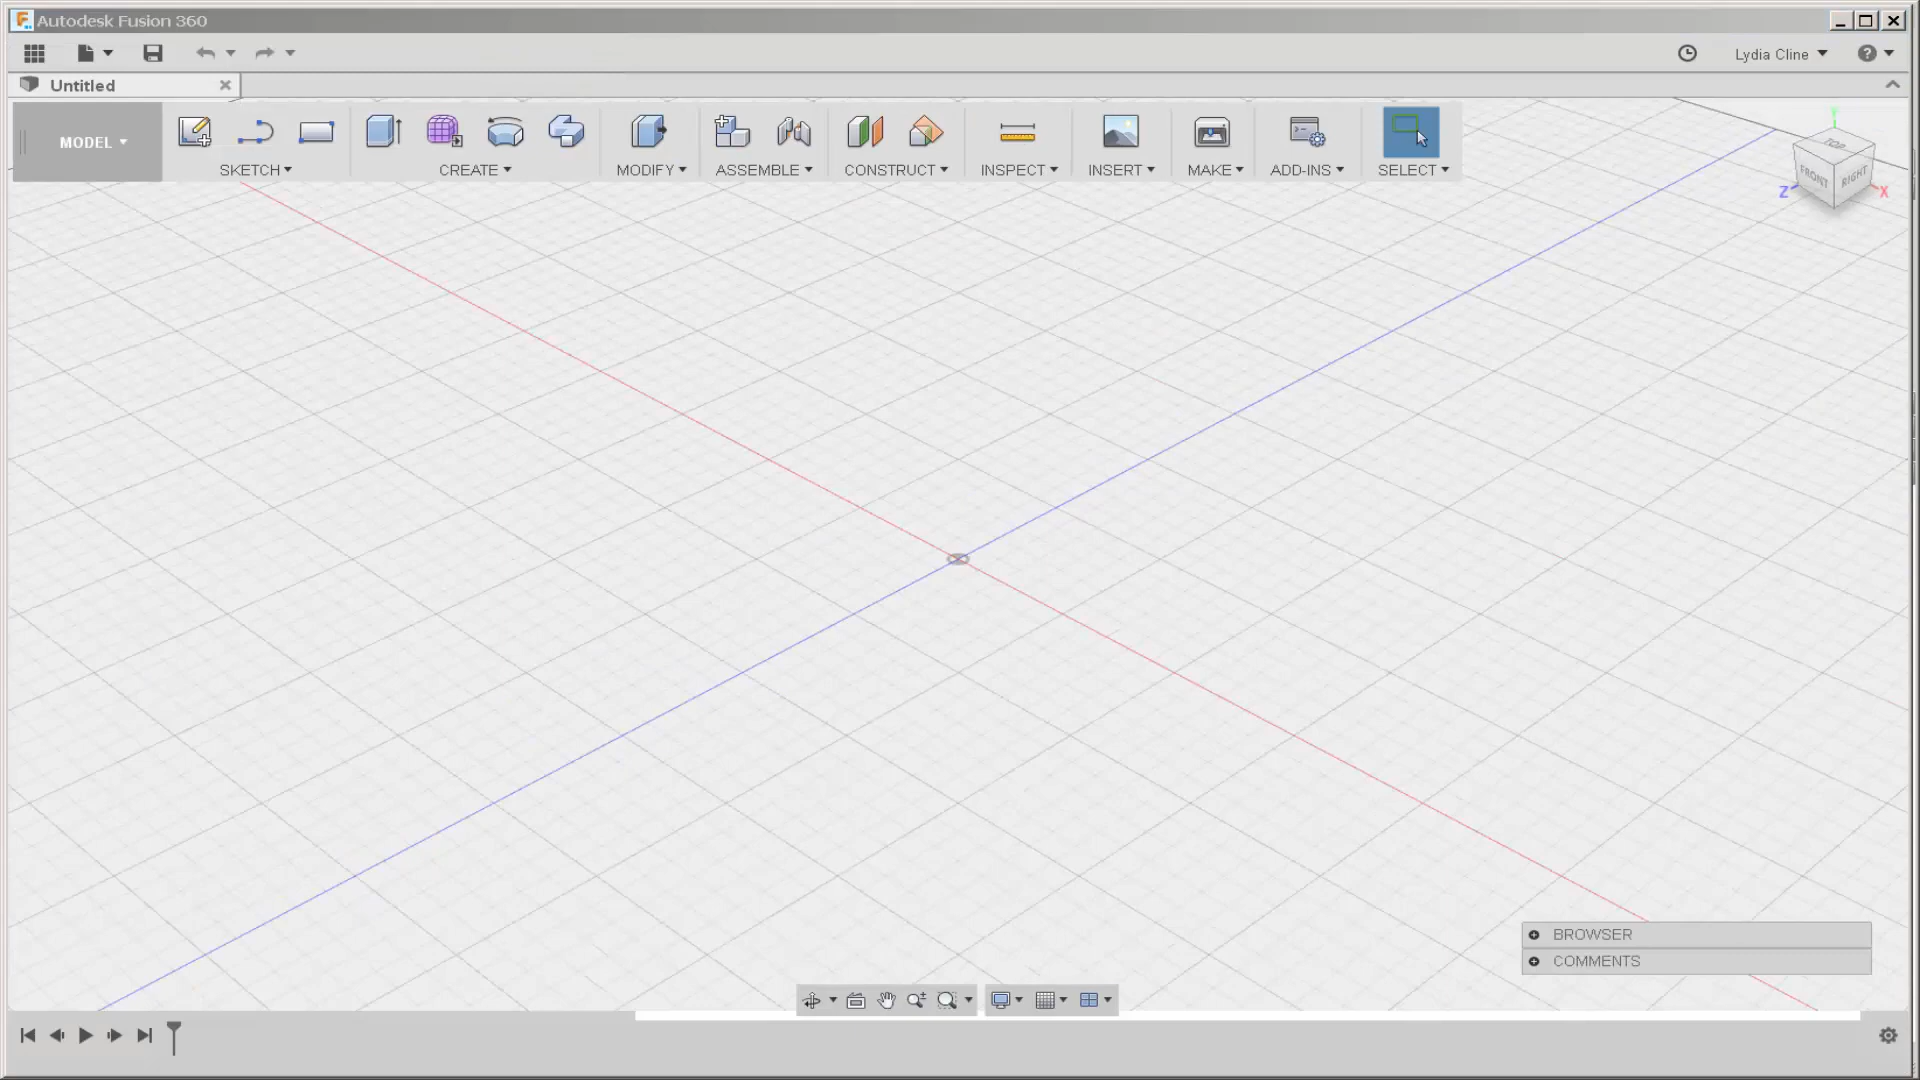 Autodesk Fusion 360
Lydia Cline
Untitled
MODEL
SKETCH
CREATE
MODIFY
ASSEMBLE
CONSTRUCT
INSPECT
INSERT
MAKE
ADD-INS
SELECT
Y
TOP
FRONT
RIGHT
Z
X
BROWSER
COMMENTS